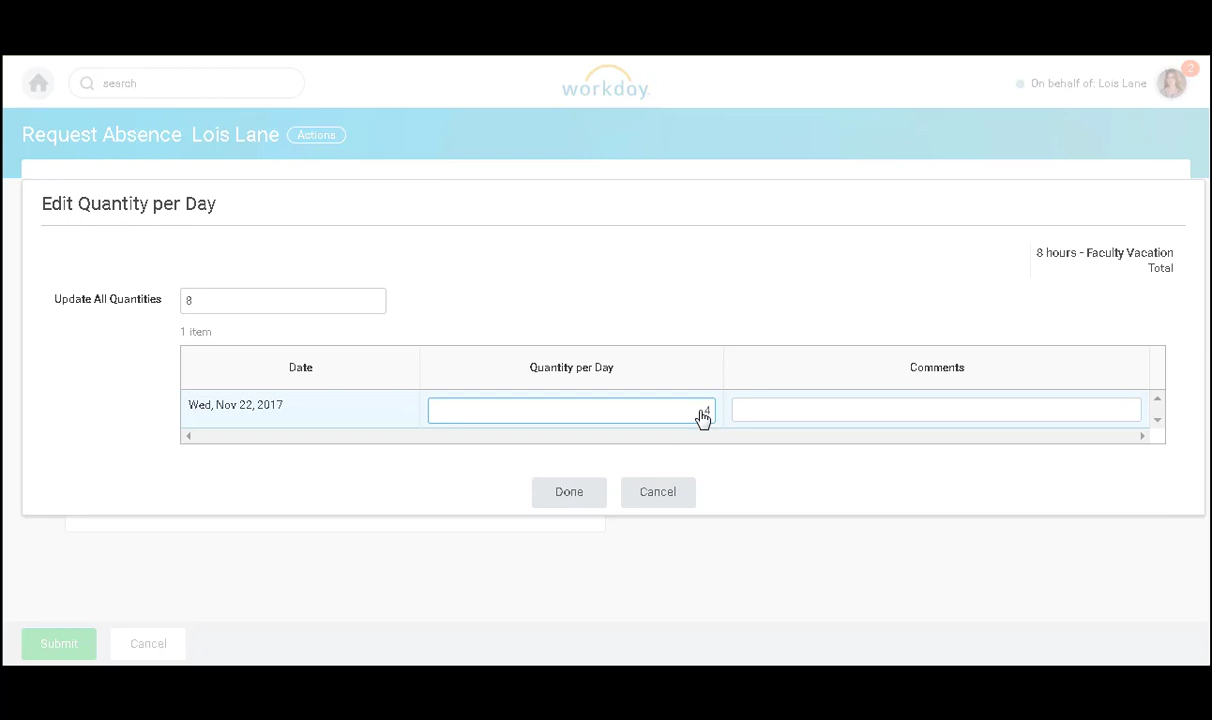 search
workday.
On behalf of: Lois Lane
2
Request Absence Lois Lane Actions
Edit Quantity per Day
8 hours - Faculty Vacation
Total
Update All Quantities 8
1 item
Date Quantity per Day Comments
Wed, Nov 22, 2017 4
Done Cancel
Submit Cancel